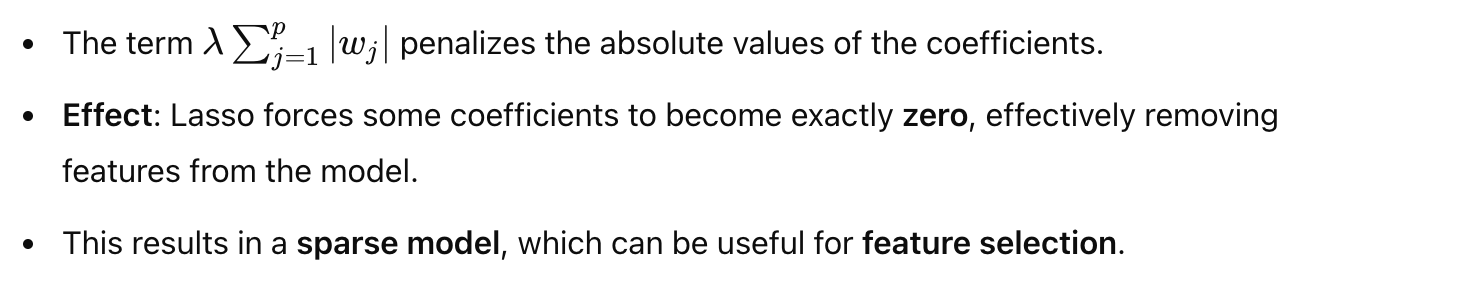 • The term $\lambda \sum_{j=1}^{p} |w_j|$ penalizes the absolute values of the coefficients.
• Effect: Lasso forces some coefficients to become exactly zero, effectively removing
features from the model.
• This results in a sparse model, which can be useful for feature selection.